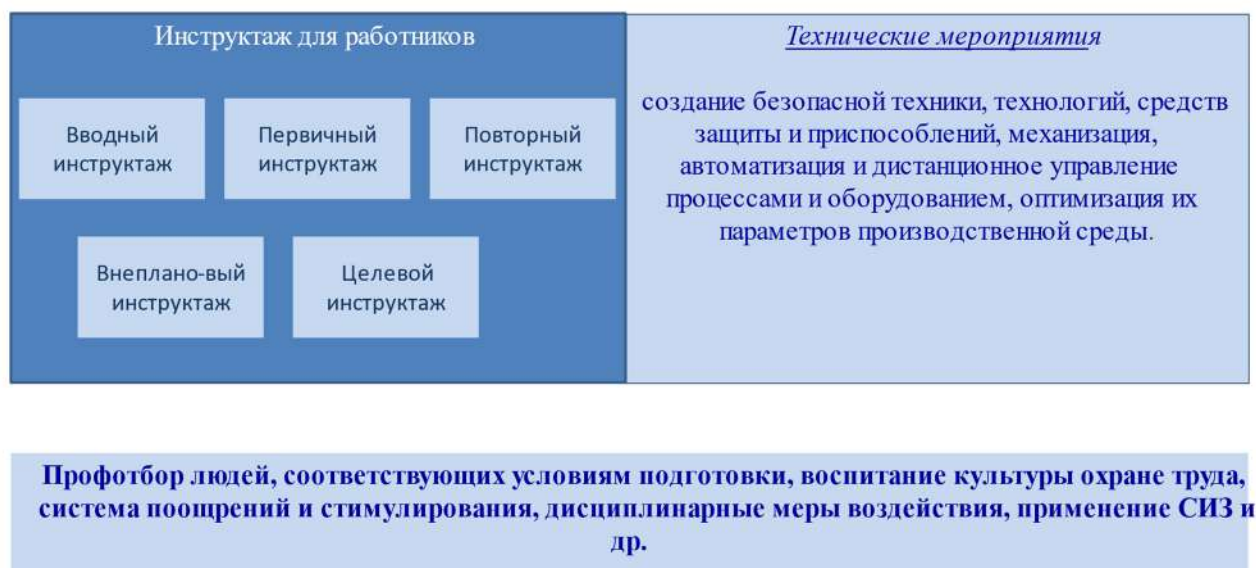 Инструктаж для работников
Вводный
инструктаж
Первичный
инструктаж
Повторный
инструктаж
Внеплано-вый
инструктаж
Целевой
инструктаж
Технические мероприятия
создание безопасной техники, технологий, средств
защиты и приспособлений, механизация,
автоматизация и дистанционное управление
процессами и оборудованием, оптимизация их
параметров производственной среды.
Профотбор людей, соответствующих условиям подготовки, воспитание культуры охране труда,
система поощрений и стимулирования, дисциплинарные меры воздействия, применение СИЗ и
др.